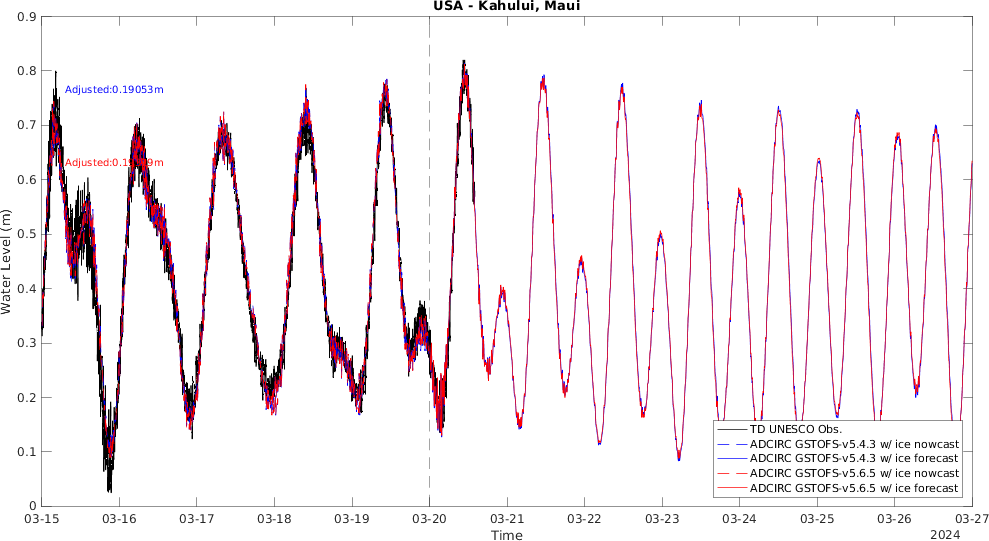 USA - Kahului, Maui
0.9
0.8
0.7
0.6
0.5
0.4
0.3
0.2
0.1
0
Water Level (m)
Adjusted:0.19053m
TD UNESCO Obs.
ADCIRC GSTOFS-v5.4.3 w/ ice nowcast
ADCIRC GSTOFS-v5.4.3 w/ ice forecast
ADCIRC GSTOFS-v5.6.5 w/ ice nowcast
ADCIRC GSTOFS-v5.6.5 w/ ice forecast
03-15 03-16 03-17 03-18 03-19 03-20 03-21 03-22 03-23 03-24 03-25 03-26 03-27
Time
2024